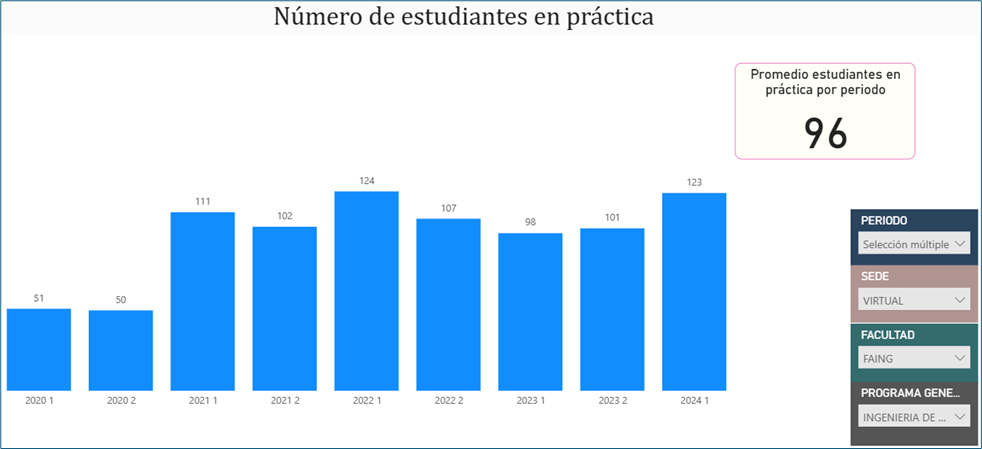 Número de estudiantes en práctica
Promedio estudiantes en
práctica por periodo
96
124
123
111
107
102
101
98
51
50
2020 1
2020 2
2021 1
2021 2
2022 1
2022 2
2023 1
2023 2
2024 1
PERIODO
Selección múltiple
SEDE
VIRTUAL
FACULTAD
FAING
PROGRAMA GENE...
INGENIERIA DE ...